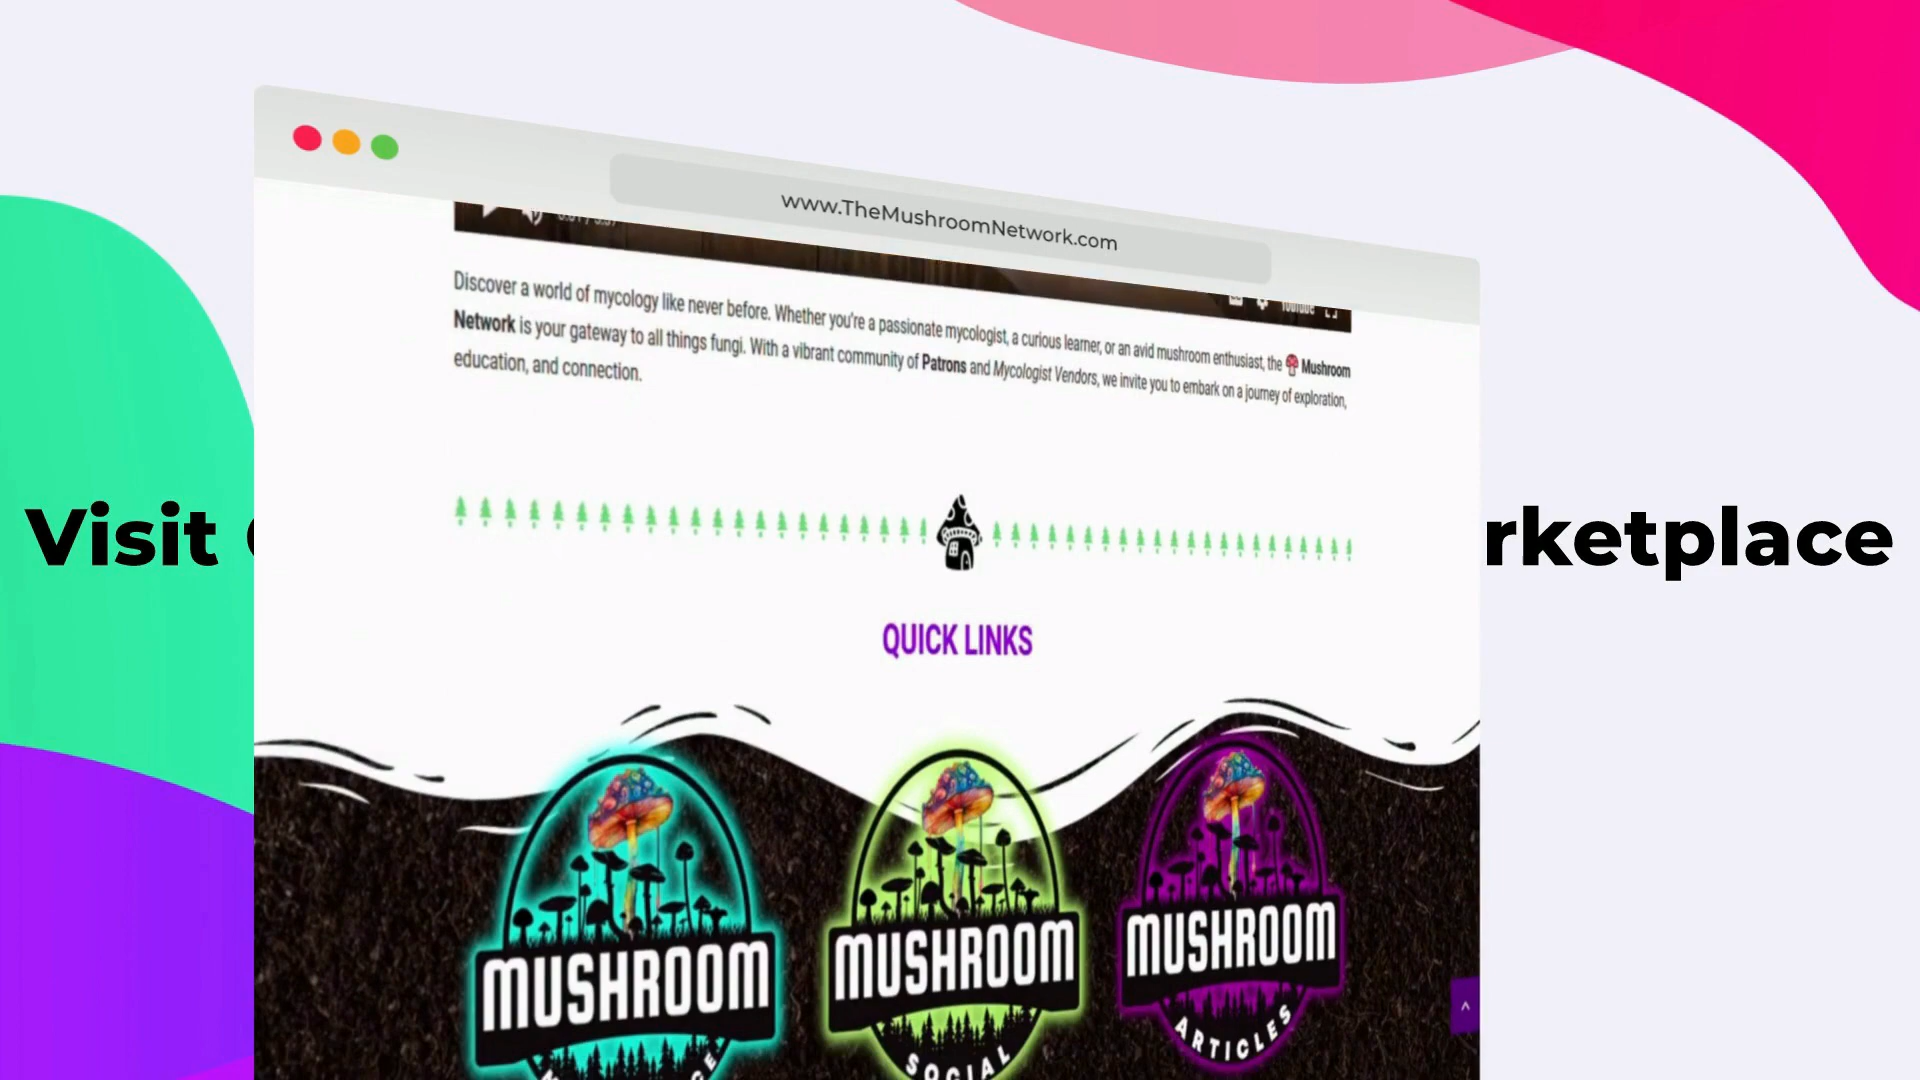 www.TheMushroomNetwork.com
YouTube
Discover a world of mycology like never before. Whether you're a passionate mycologist, a curious learner, or an avid mushroom enthusiast, the Mushroom
Network is your gateway to all things fungi. With a vibrant community of Patrons and Mycologist Vendors, we invite you to embark on a journey of exploration,
education, and connection.
Visit
rketplace
QUICK LINKS
MUSHROOM
MUSHROOM
SOCIAL
MUSHROOM
ARTICLES